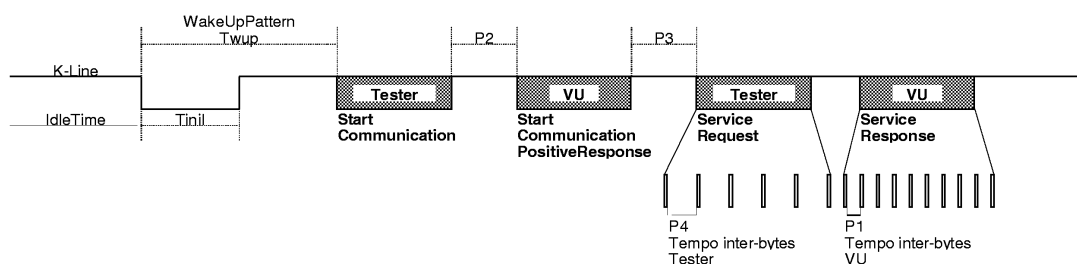 WakeUpPattern
Twup
P2
P3
K-Line
Tester
VU
Tester
VU
IdleTime
Tinil
Start
Communication
Start
Communication
PositiveResponse
Service
Request
Service
Response
P4
Tempo inter-bytes
Tester
P1
Tempo inter-bytes
VU